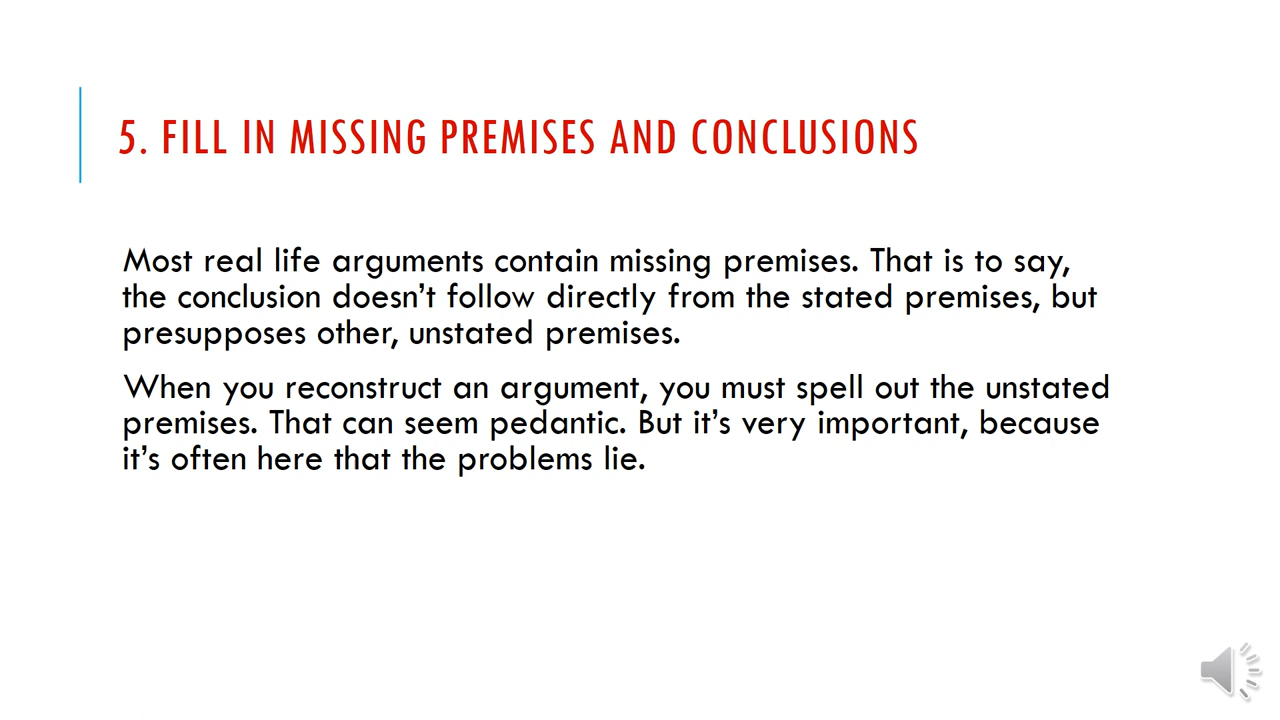 5. FILL IN MISSING PREMISES AND CONCLUSIONS
Most real life arguments contain missing premises. That is to say,
the conclusion doesn’t follow directly from the stated premises, but
presupposes other, unstated premises.
When you reconstruct an argument, you must spell out the unstated
premises. That can seem pedantic. But it’s very important, because
it’s often here that the problems lie.